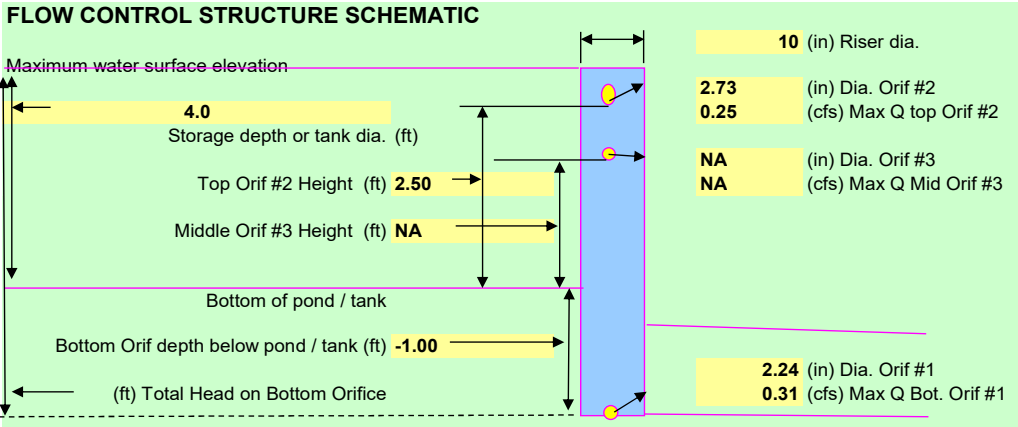 FLOW CONTROL STRUCTURE SCHEMATIC
10 (in) Riser dia.
Maximum water surface elevation
2.73 (in) Dia. Orif #2
4.0
0.25 (cfs) Max Q top Orif #2
Storage depth or tank dia. (ft)
NA (in) Dia. Orif #3
Top Orif #2 Height (ft) 2.50
NA (cfs) Max Q Mid Orif #3
Middle Orif #3 Height (ft) NA
Bottom of pond / tank
Bottom Orif depth below pond / tank (ft) -1.00
2.24 (in) Dia. Orif #1
(ft) Total Head on Bottom Orifice
0.31 (cfs) Max Q Bot. Orif #1